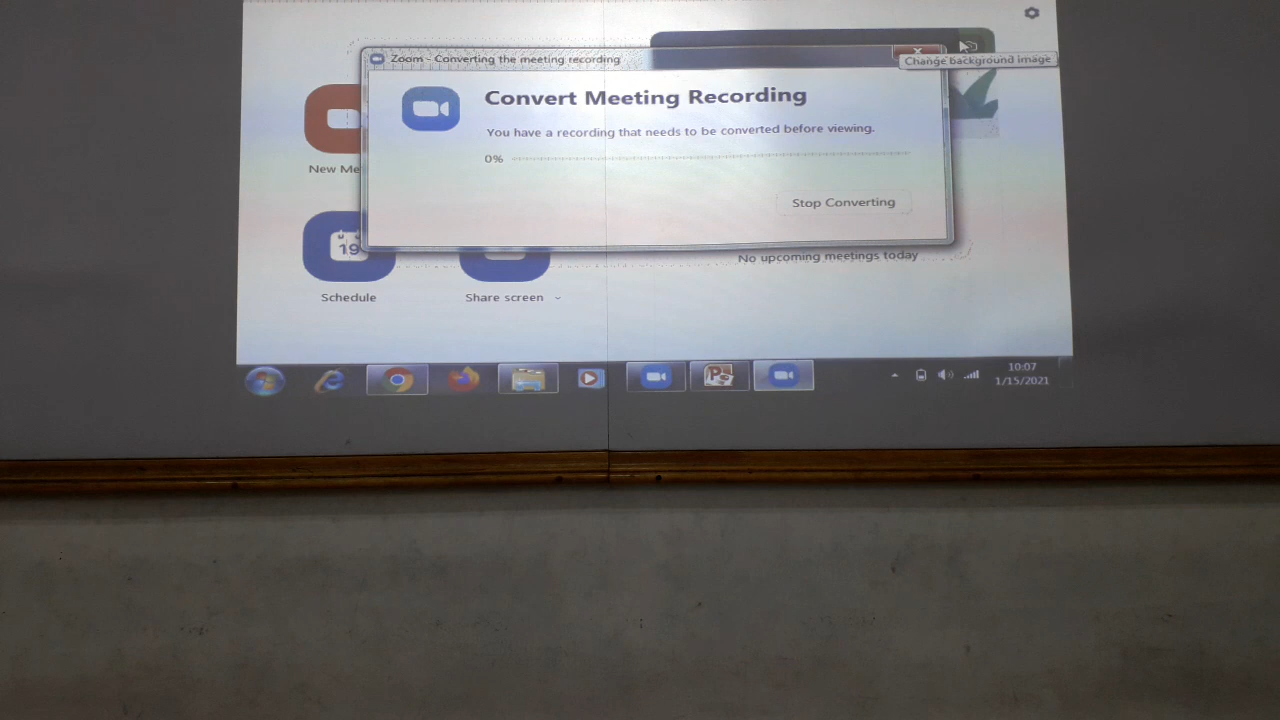 Zoom - Converting the meeting recording
Change background image
Convert Meeting Recording
You have a recording that needs to be converted before viewing.
0%
New Me
Stop Converting
19
No upcoming meetings today
Schedule
Share screen
10:07
1/15/2021